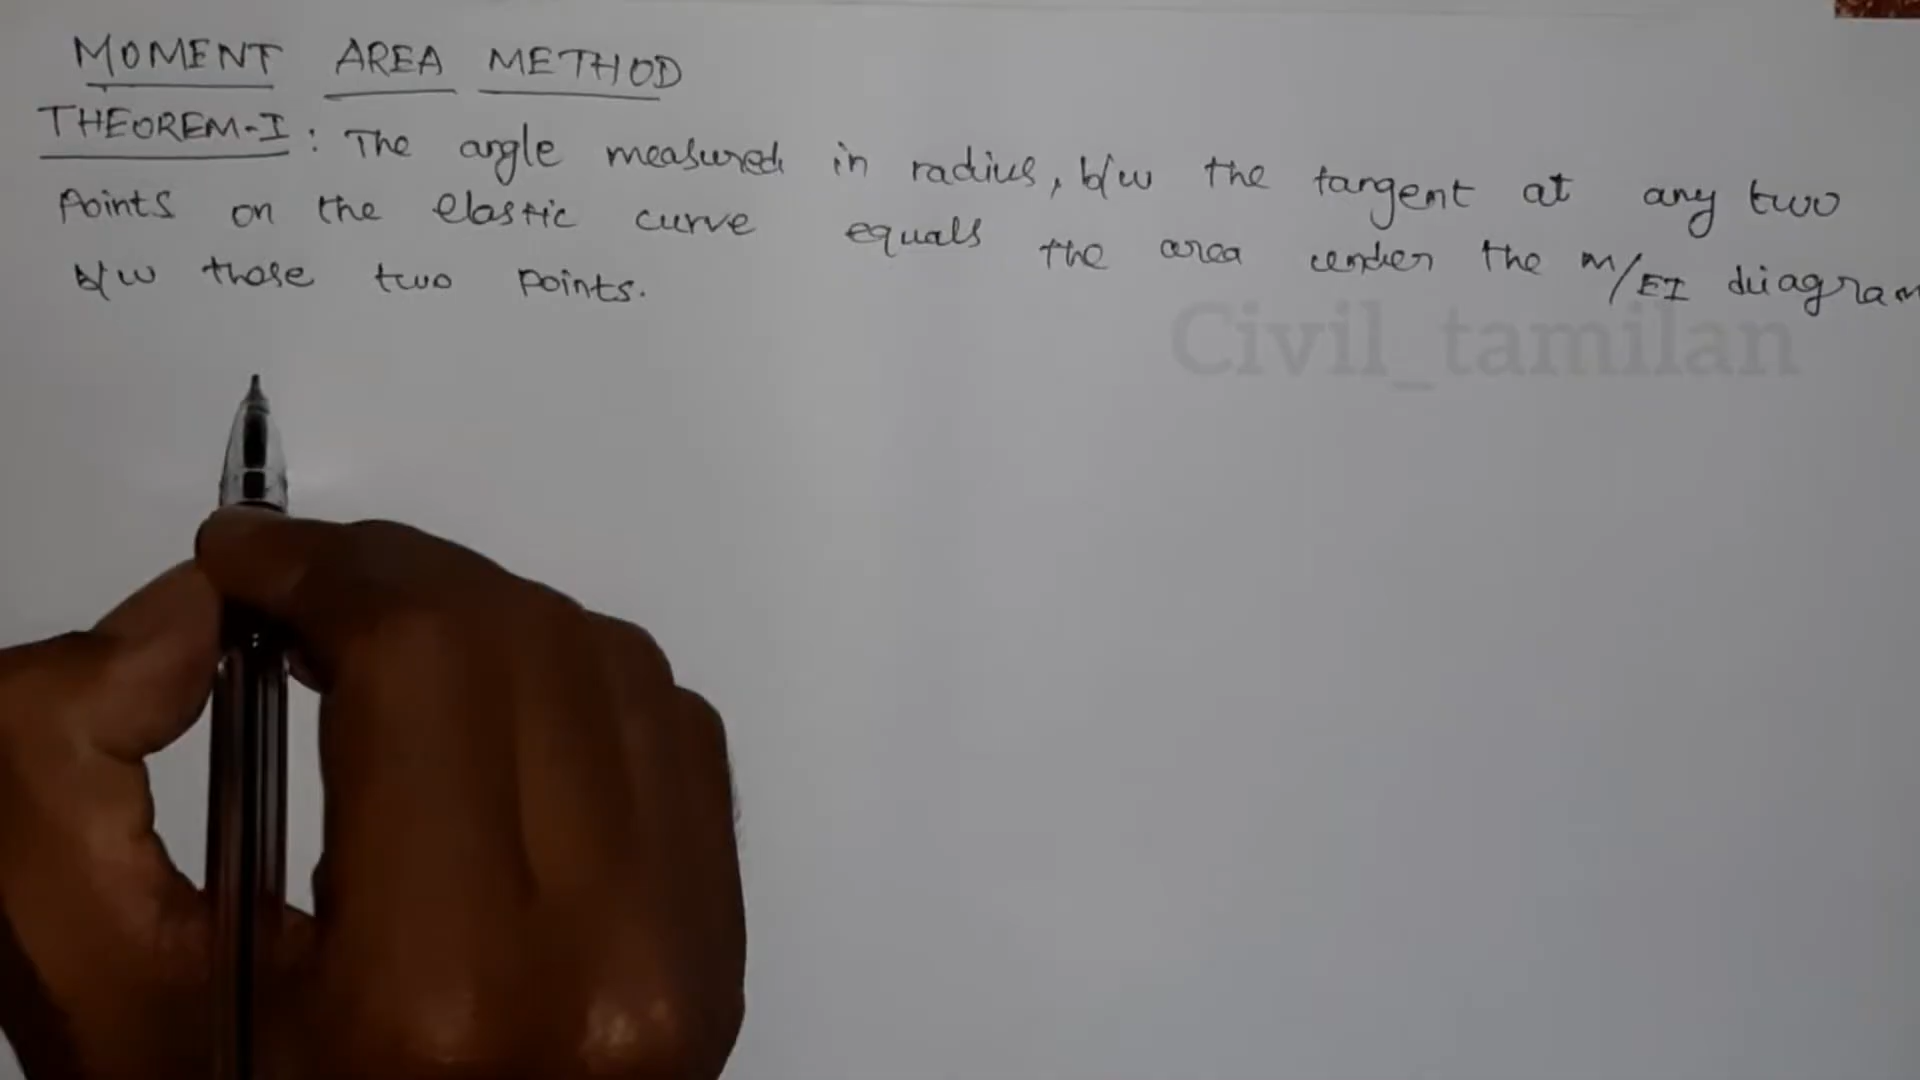 MOMENT AREA METHOD
THEOREM-I: The angle measured in radius, b/w the tangent at any two
Points on the elastic curve equals the area under the M/EI diagram
b/w those two points.
Civil_tamilan